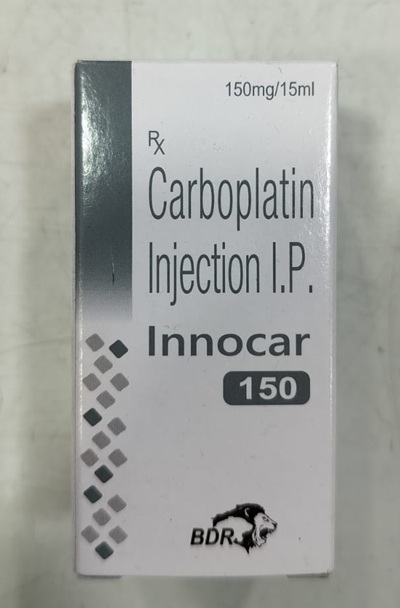 150mg/15ml
Rx
Carboplatin
Injection I.P.
Innocar
150
BDR